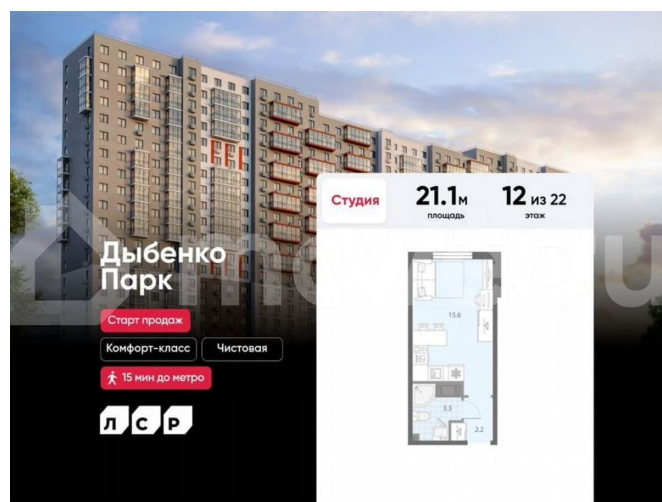 Дыбенко
Парк
Старт продаж
Комфорт-класс Чистовая
15 мин до метро
ЛСР
Студия 21.1м 12 из 22
площадь этаж
15.6
3.3
2.2